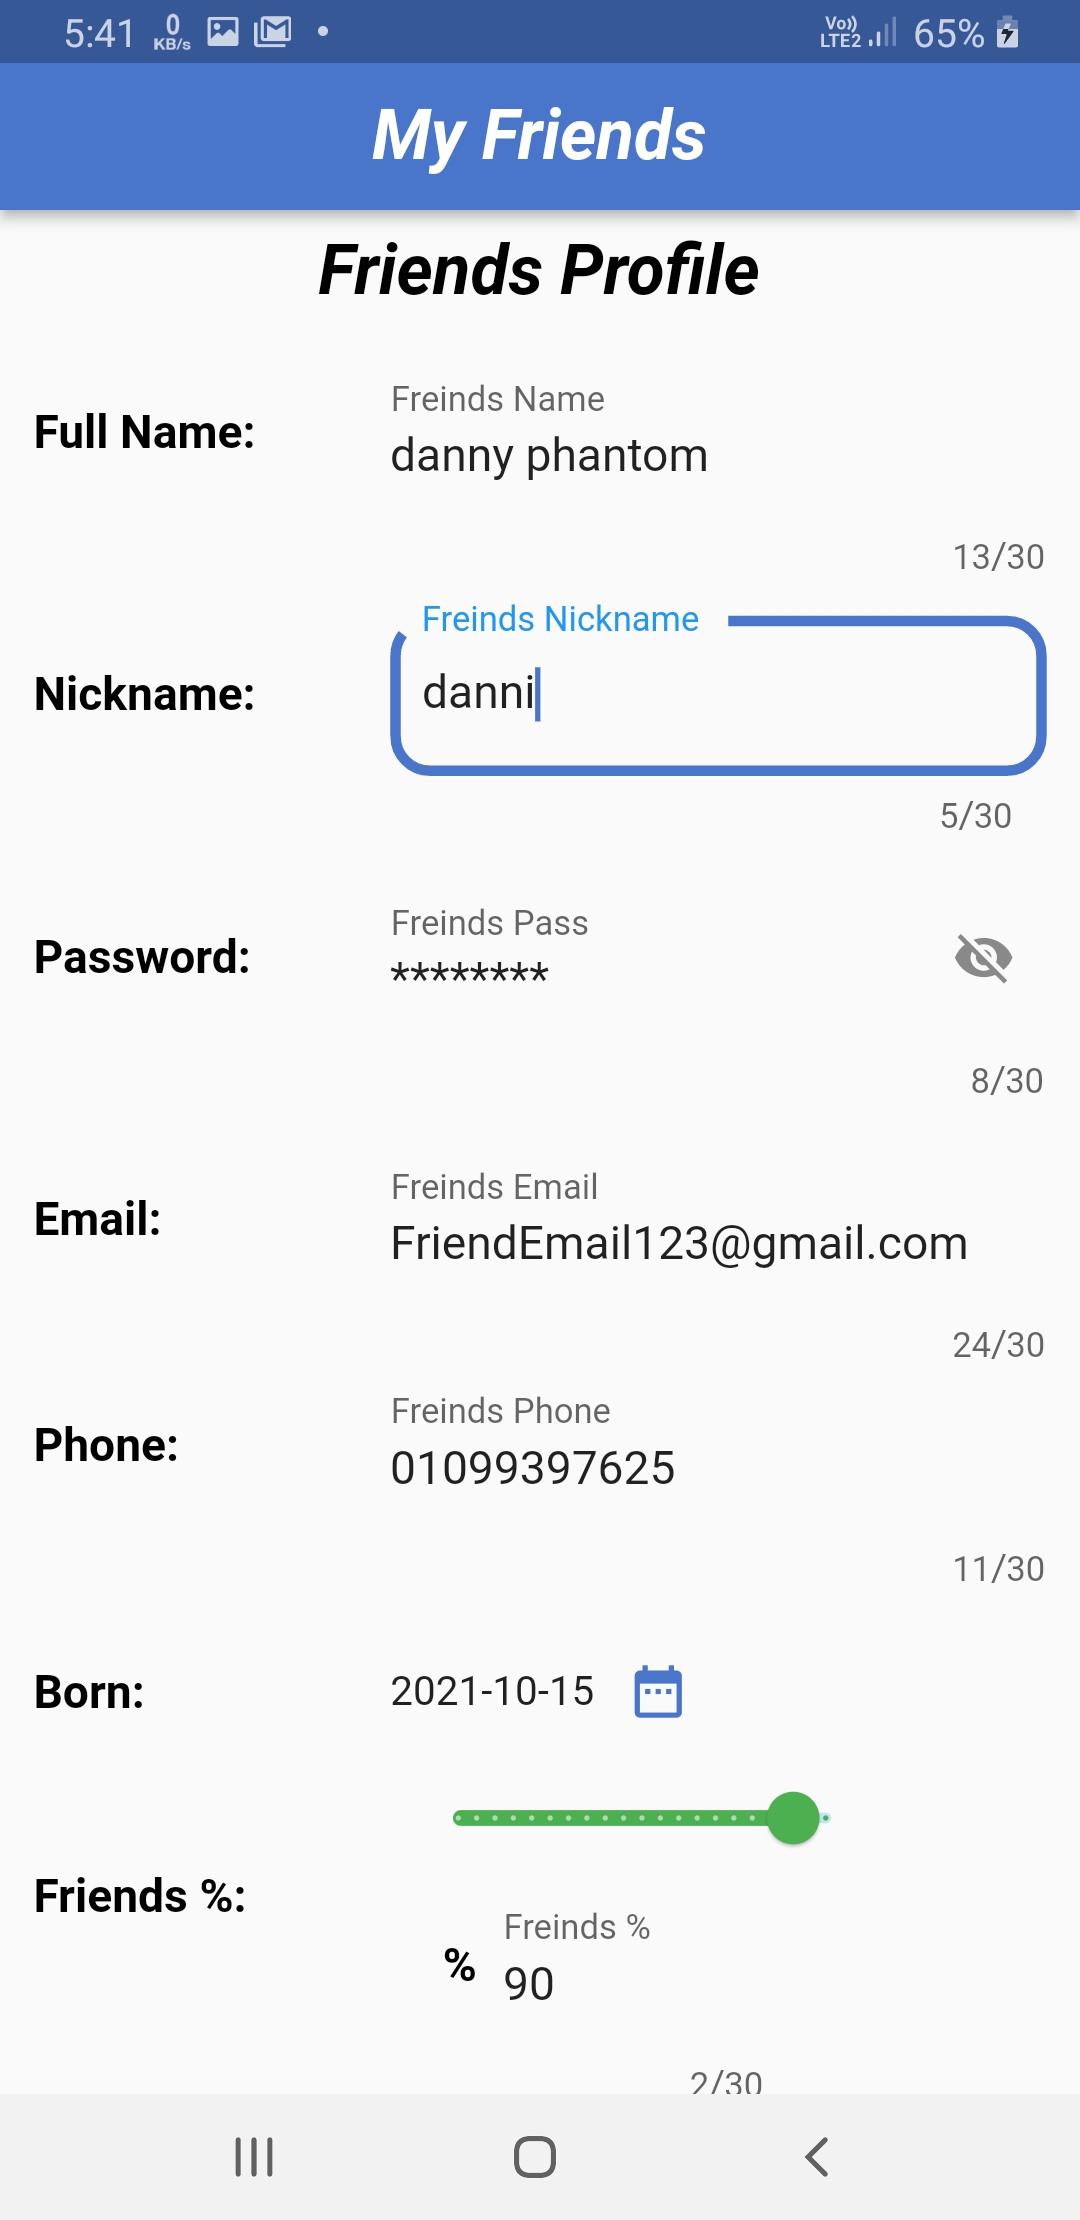 5:41 0 KB/s Vo)) LTE2 65%
My Friends
Friends Profile
Freinds Name
Full Name: danny phantom
13/30
Freinds Nickname
Nickname: danni
5/30
Freinds Pass
Password: ********
8/30
Freinds Email
Email: FriendEmail123@gmail.com
24/30
Freinds Phone
Phone: 01099397625
11/30
Born: 2021-10-15
Friends %:
Freinds %
% 90
2/30